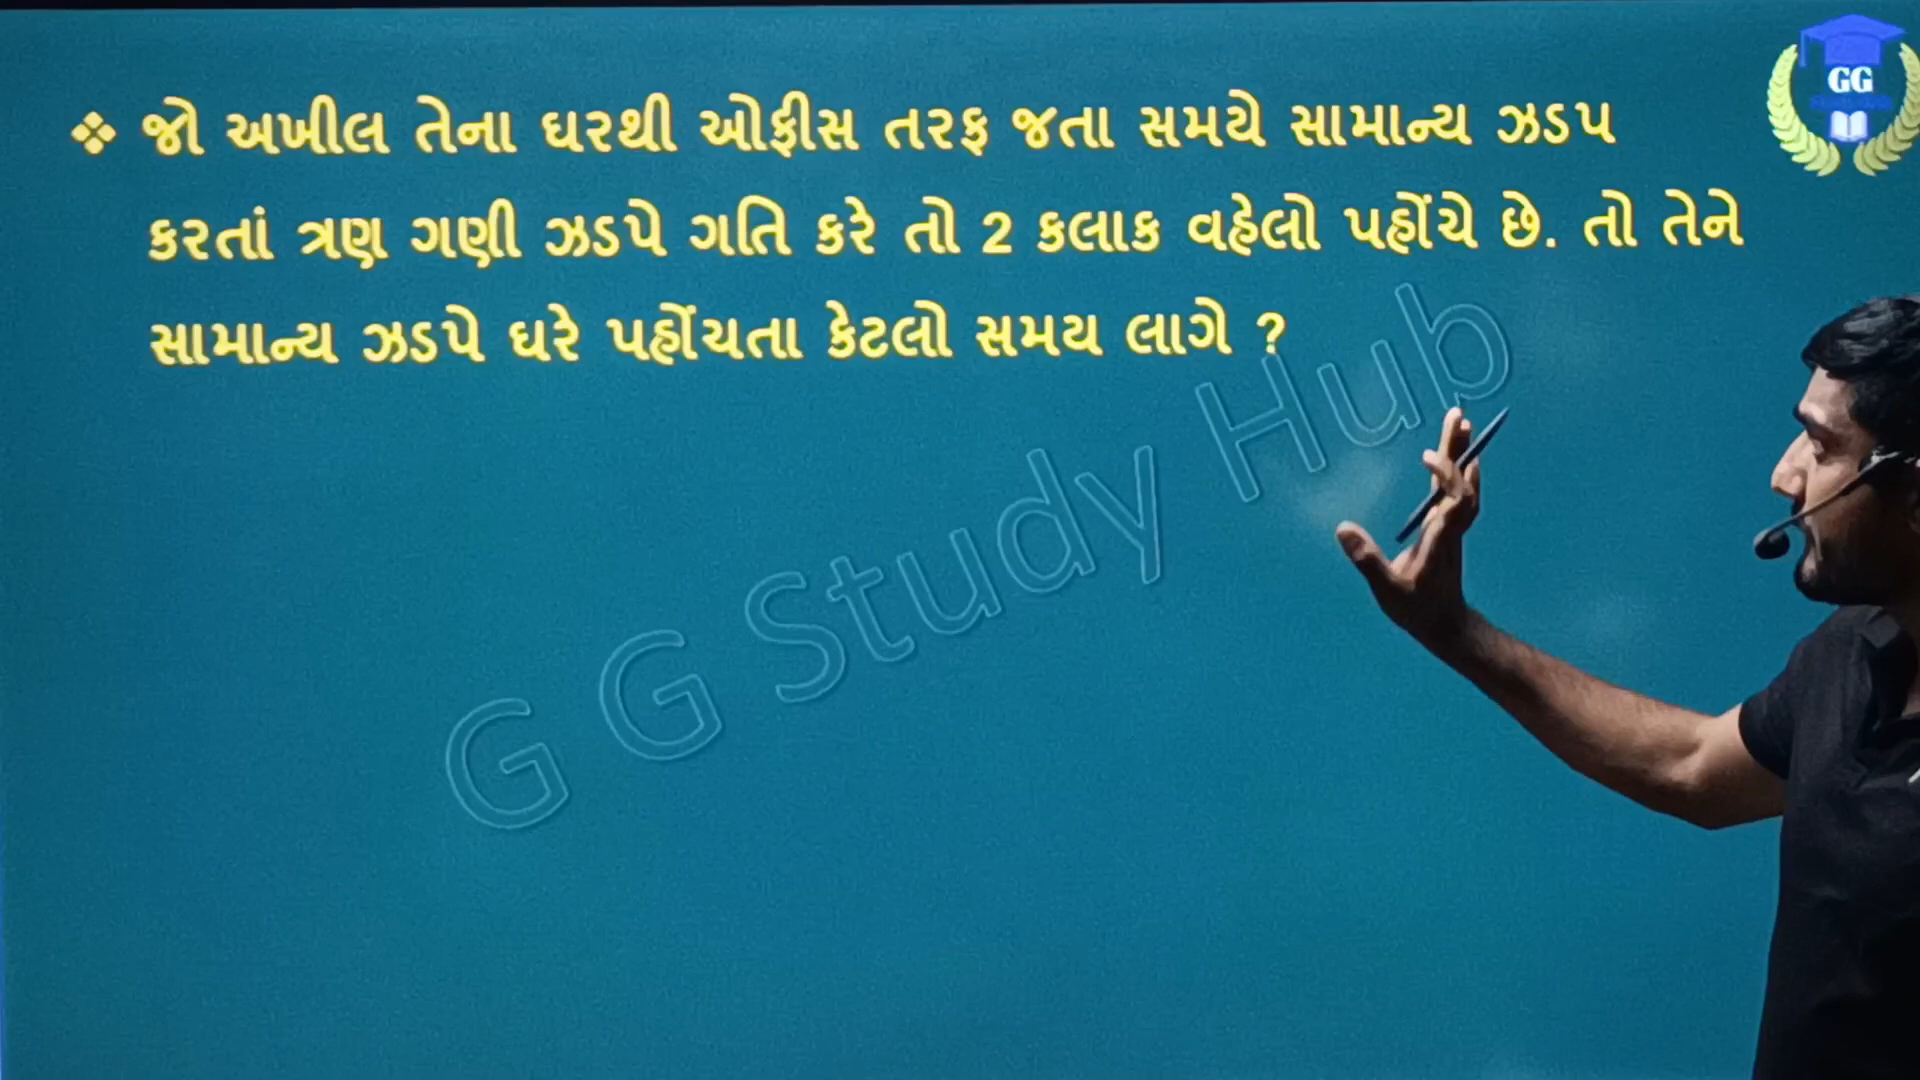 ❖ જો અખીલ તેના ઘરથી ઓફીસ તરફ જતા સમયે સામાન્ય ઝડપ
કરતાં ત્રણ ગણી ઝડપે ગતિ કરે તો 2 કલાક વહેલો પહોંચે છે. તો તેને
સામાન્ય ઝડપે ઘરે પહોંચતા કેટલો સમય લાગે ?
G G Study Hub
GG